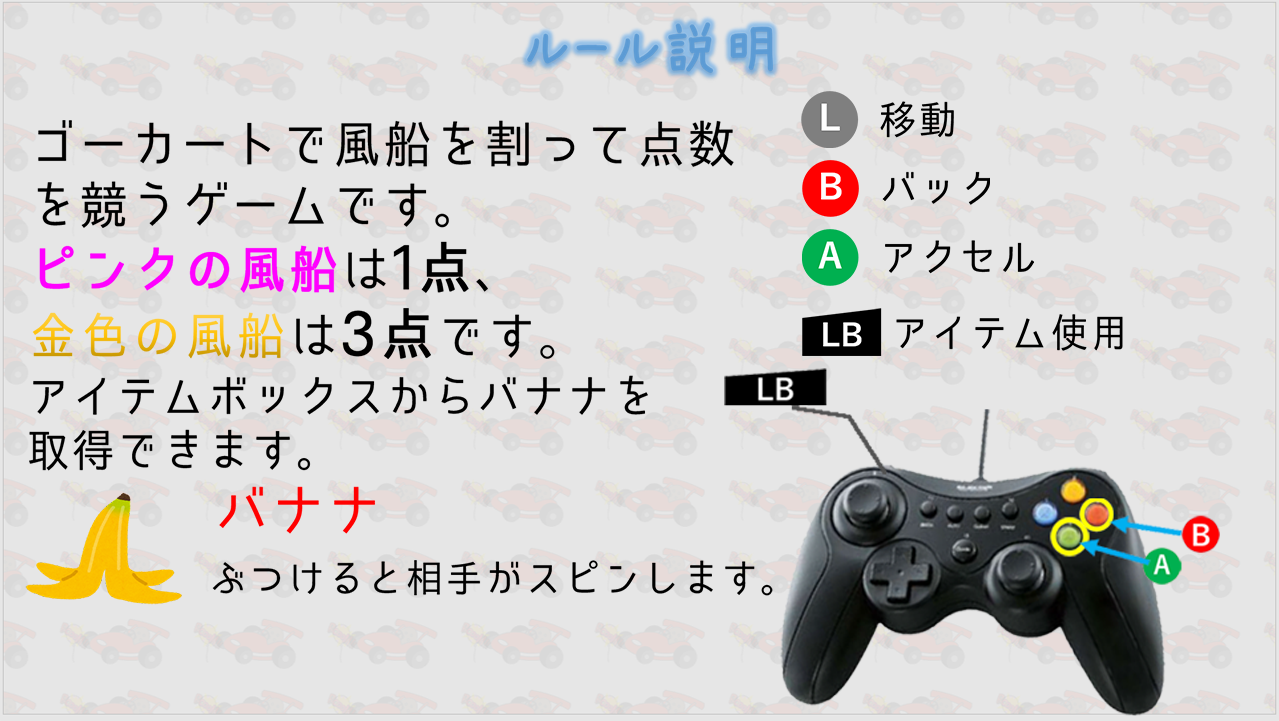 ルール説明
ゴーカートで風船を割って点数
を競うゲームです。
ピンクの風船は1点、
金色の風船は3点です。
アイテムボックスからバナナを
取得できます。
バナナ
ぶつけると相手がスピンします。
L 移動
B バック
A アクセル
LB アイテム使用
LB
B
A